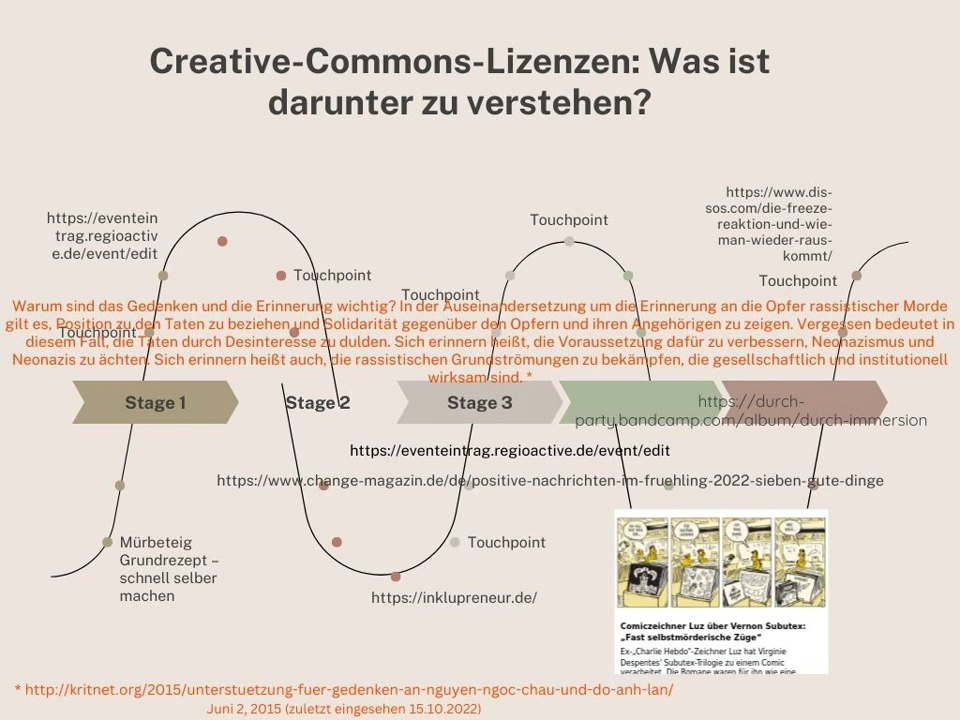 Creative-Commons-Lizenzen: Was ist
darunter zu verstehen?
https://eventein
trag.regioactiv
e.de/event/edit
Touchpoint
https://www.dis-
sos.com/die-freeze-
reaktion-und-wie-
man-wieder-raus-
kommt/
Touchpoint
Touchpoint
Touchpoint
Warum sind das Gedenken und die Erinnerung wichtig? In der Auseinandersetzung um die Erinnerung an die Opfer rassistischer Morde
gilt es, Position zu den Taten zu beziehen und Solidarität gegenüber den Opfern und ihren Angehörigen zu zeigen. Vergessen bedeutet in
diesem Fall, die Taten durch Desinteresse zu dulden. Sich erinnern heißt, die Voraussetzung dafür zu verbessern, Neonazismus und
Neonazis zu ächten. Sich erinnern heißt auch, die rassistischen Grundströmungen zu bekämpfen, die gesellschaftlich und institutionell
wirksam sind. *
Touchpoint
Stage 1
Stage 2
Stage 3
https://durch-
party.bandcamp.com/album/durch-immersion
https://eventeintrag.regioactive.de/event/edit
https://www.change-magazin.de/de/positive-nachrichten-im-fruehling-2022-sieben-gute-dinge
Mürbeteig
Grundrezept –
schnell selber
machen
Touchpoint
https://inklupreneur.de/
Comiczeichner Luz über Vernon Subutex:
„Fast selbstmörderische Züge“
Ex-„Charlie Hebdo“-Zeichner Luz hat Virginie
Despentes' Subutex-Trilogie zu einem Comic
verarbeitet. Die Romane waren für ihn wie eine
* http://kritnet.org/2015/unterstuetzung-fuer-gedenken-an-nguyen-ngoc-chau-und-do-anh-lan/
Juni 2, 2015 (zuletzt eingesehen 15.10.2022)